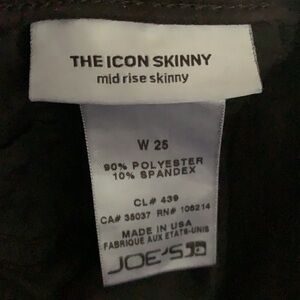 THE ICON SKINNY
mid rise skinny
W 25
90% POLYESTER
10% SPANDEX
CL# 439
CA# 35037 RN# 106214
MADE IN USA
FABRIQUE AUX ETATS-UNIS
JOE'S